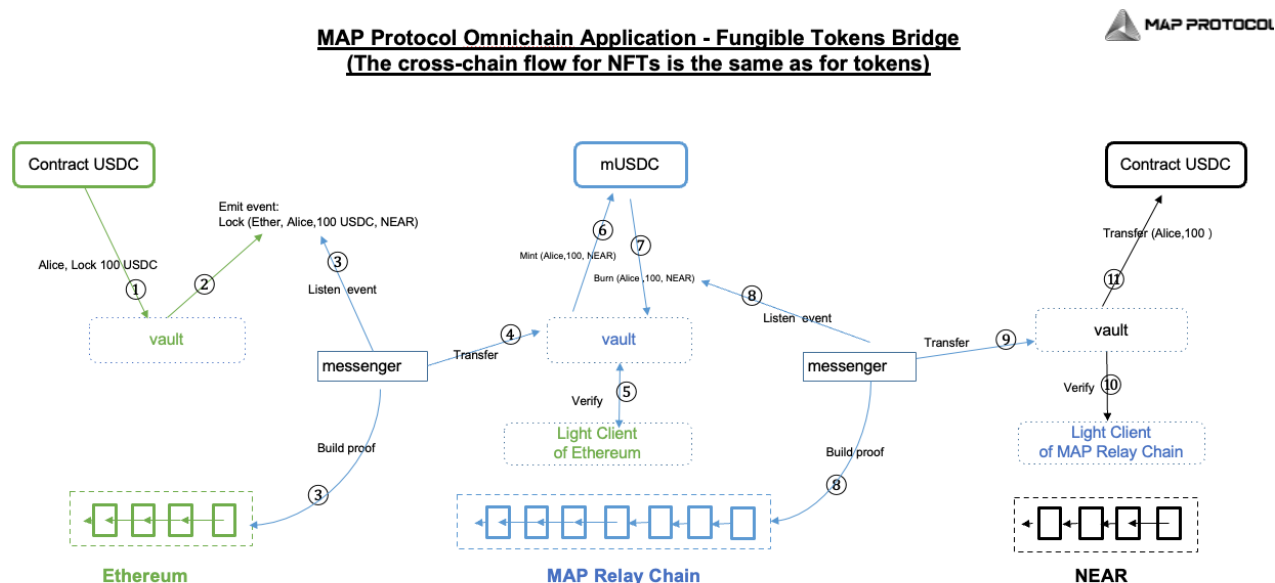 MAP PROTOCOL
MAP Protocol Omnichain Application - Fungible Tokens Bridge
(The cross-chain flow for NFTs is the same as for tokens)
Contract USDC
mUSDC
Contract USDC
Emit event:
Lock (Ether, Alice,100 USDC, NEAR)
Alice, Lock 100 USDC
①
②
③
Listen event
⑥
Mint (Alice,100, NEAR)
⑦
Burn (Alice ,100, NEAR)
⑧
Listen ovent
Transfer (Alice,100 )
⑪
vault
vault
vault
messenger
④
Transfer
messenger
Transfer
⑨
⑤
Verify
Verify
⑩
Light Client
of Ethereum
Light Client
of MAP Relay Chain
Build proof
③
Build proof
⑧
Ethereum
MAP Relay Chain
NEAR